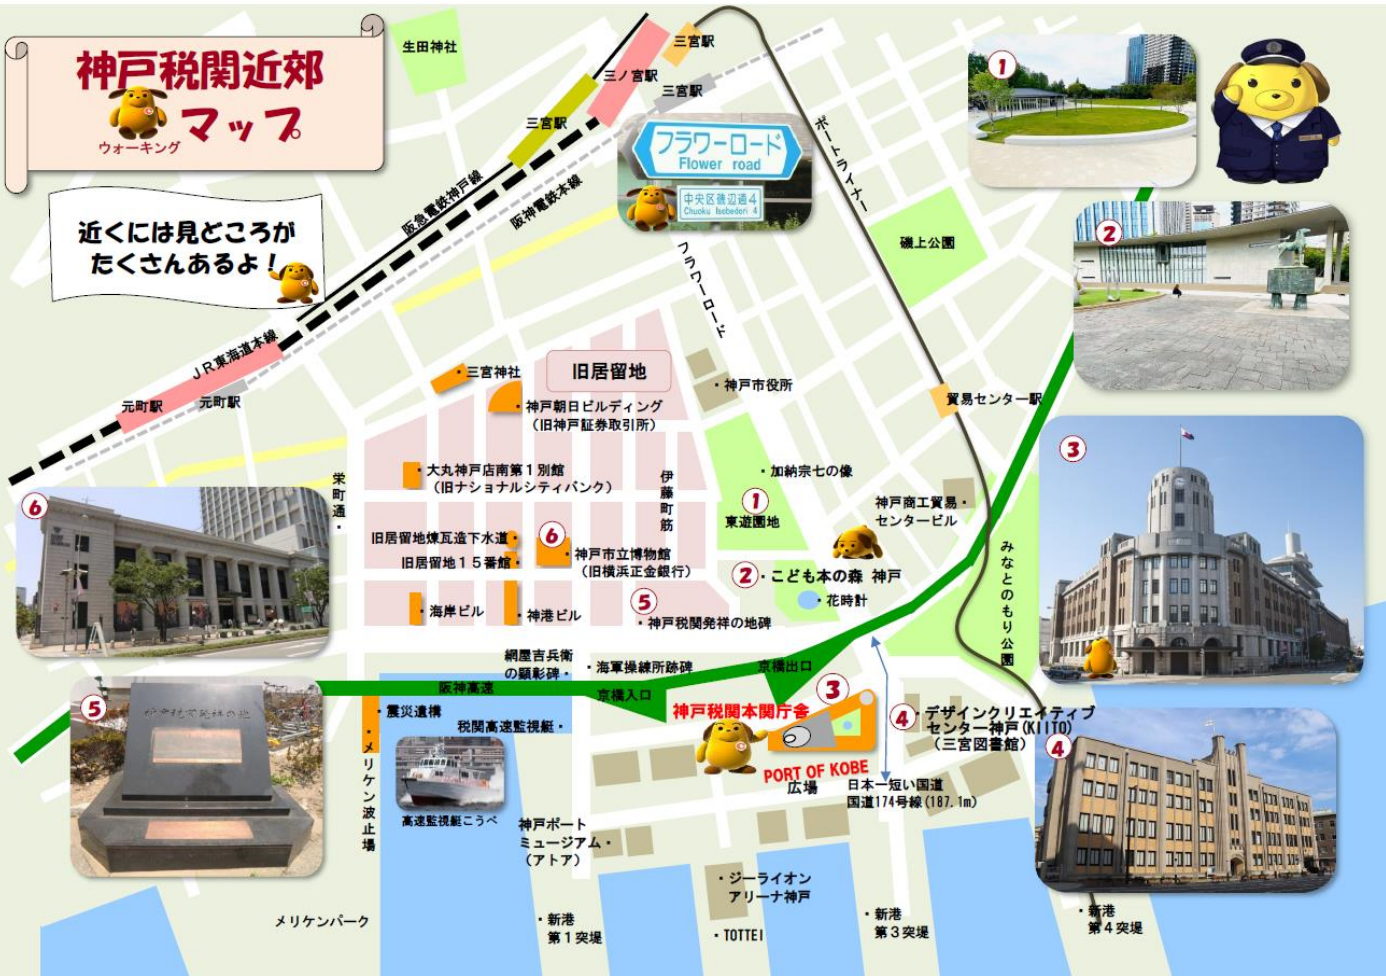 神戸税関近郊
ウォーキング
マップ
近くには見どころが
たくさんあるよ！
生田神社
三宮駅
三ノ宮駅
三宮駅
三宮駅
阪急電鉄神戸線
阪神電鉄本線
JR東海道本線
元町駅
元町駅
フラワーロード
Flower road
中央区磯辺通4
Chuoku Isobedori 4
フラワーロード
ポートライナー
磯上公園
貿易センター駅
①
②
③
④
⑤
⑥
旧居留地
・三宮神社
・神戸朝日ビルディング
（旧神戸証券取引所）
・神戸市役所
・大丸神戸店南第１別館
（旧ナショナルシティバンク）
栄町通・
伊藤町筋
・加納宗七の像
①
東遊園地
神戸商工貿易・
センタービル
旧居留地煉瓦造下水道・
旧居留地１５番館・
⑥
・神戸市立博物館
（旧横浜正金銀行）
②・こども本の森 神戸
・花時計
みなとのもり公園
・海岸ビル
・神港ビル
⑤
・神戸税関発祥の地碑
網屋吉兵衛
の顕彰碑・
・海軍操練所跡碑
阪神高速
京橋入口
京橋出口
・震災遺構
・メリケン波止場
税関高速監視艇・
高速監視艇こうべ
神戸税関本関庁舎
③
PORT OF KOBE
広場
④・デザインクリエイティブ
センター神戸(KIITO)
（三宮図書館）
日本一短い国道
国道174号線(187.1m)
神戸ポート
ミュージアム・
（アトア）
・ジーライオン
アリーナ神戸
メリケンパーク
・新港
第１突堤
・TOTTEI
・新港
第３突堤
・新港
第４突堤
神戸税関発祥の地